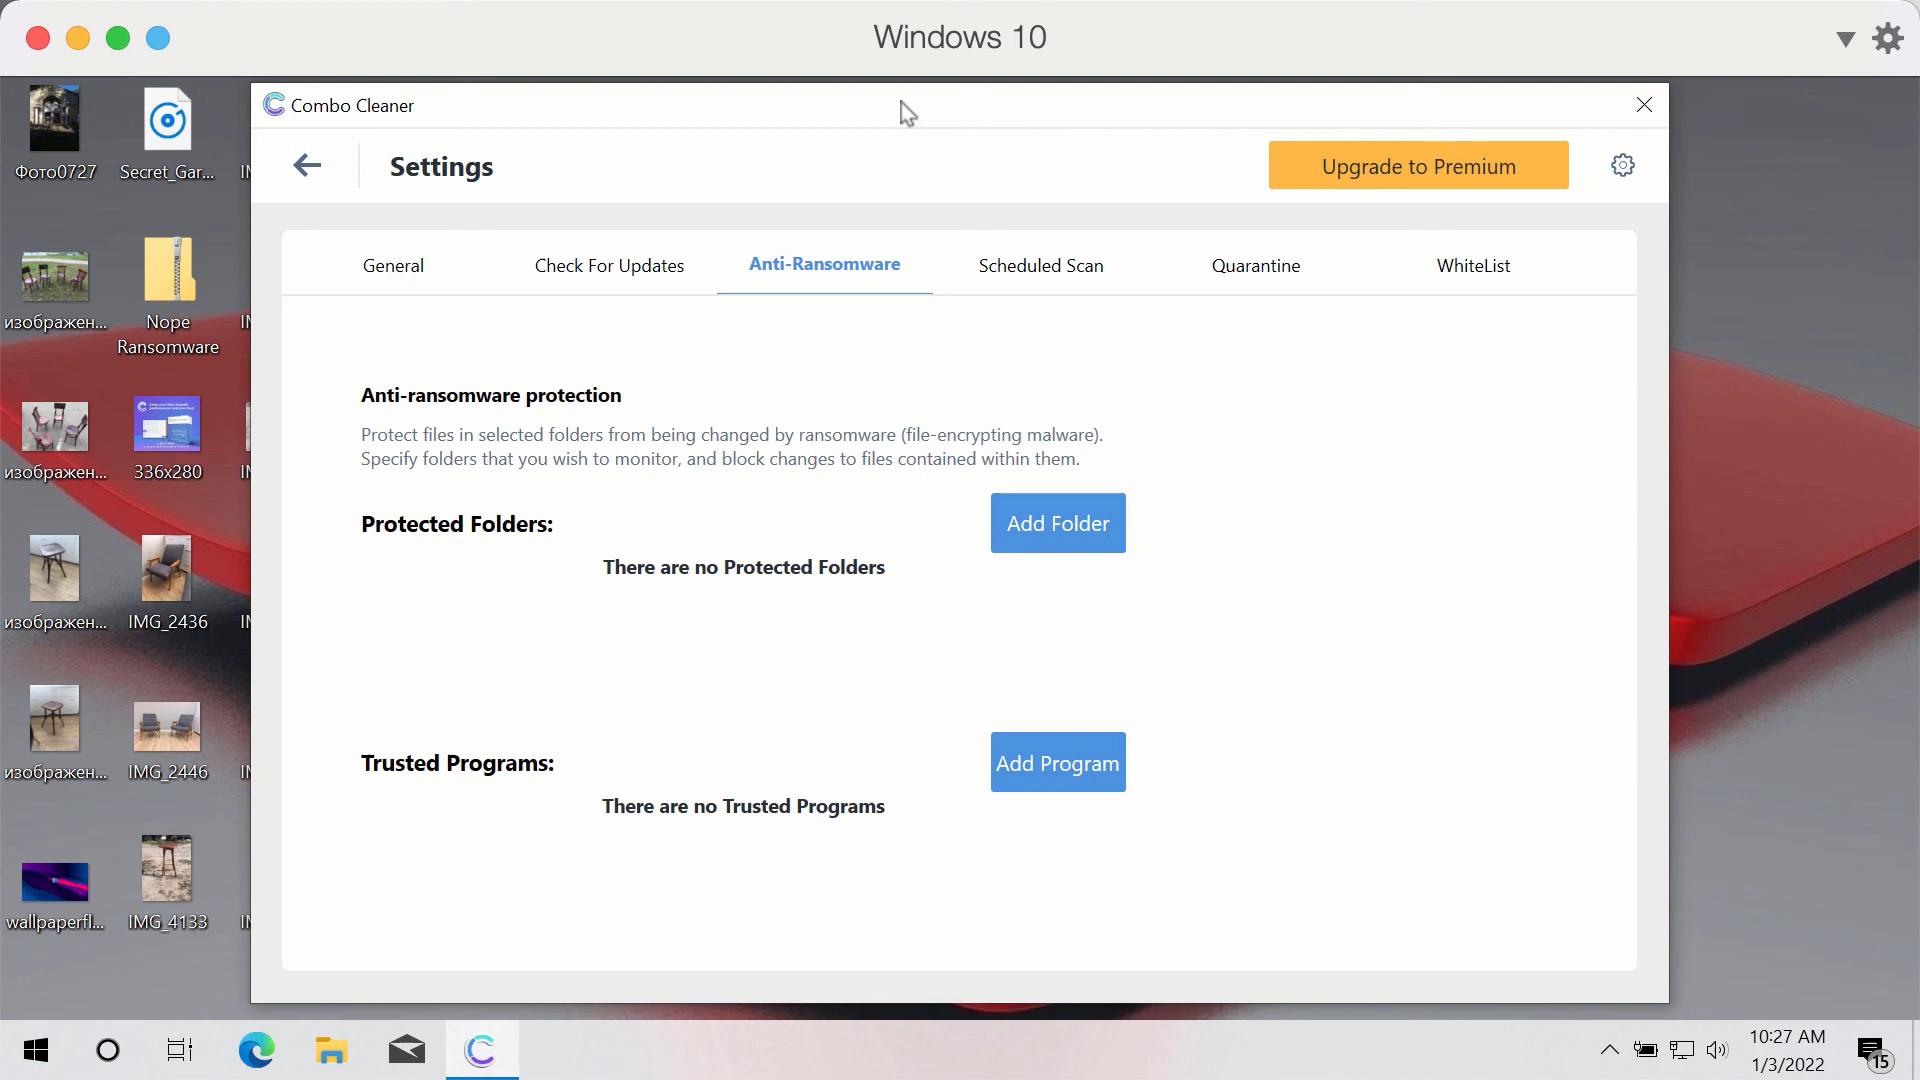 Windows 10
Combo Cleaner
Settings
Upgrade to Premium
General
Check For Updates
Anti-Ransomware
Scheduled Scan
Quarantine
WhiteList
Anti-ransomware protection
Protect files in selected folders from being changed by ransomware (file-encrypting malware).
Specify folders that you wish to monitor, and block changes to files contained within them.
Protected Folders:
Add Folder
There are no Protected Folders
Trusted Programs:
Add Program
There are no Trusted Programs
Фото0727
Secret_Gar...
изображен...
Nope
Ransomware
изображен...
336x280
изображен...
IMG_2436
изображен...
IMG_2446
wallpaperfl...
IMG_4133
10:27 AM
1/3/2022
15